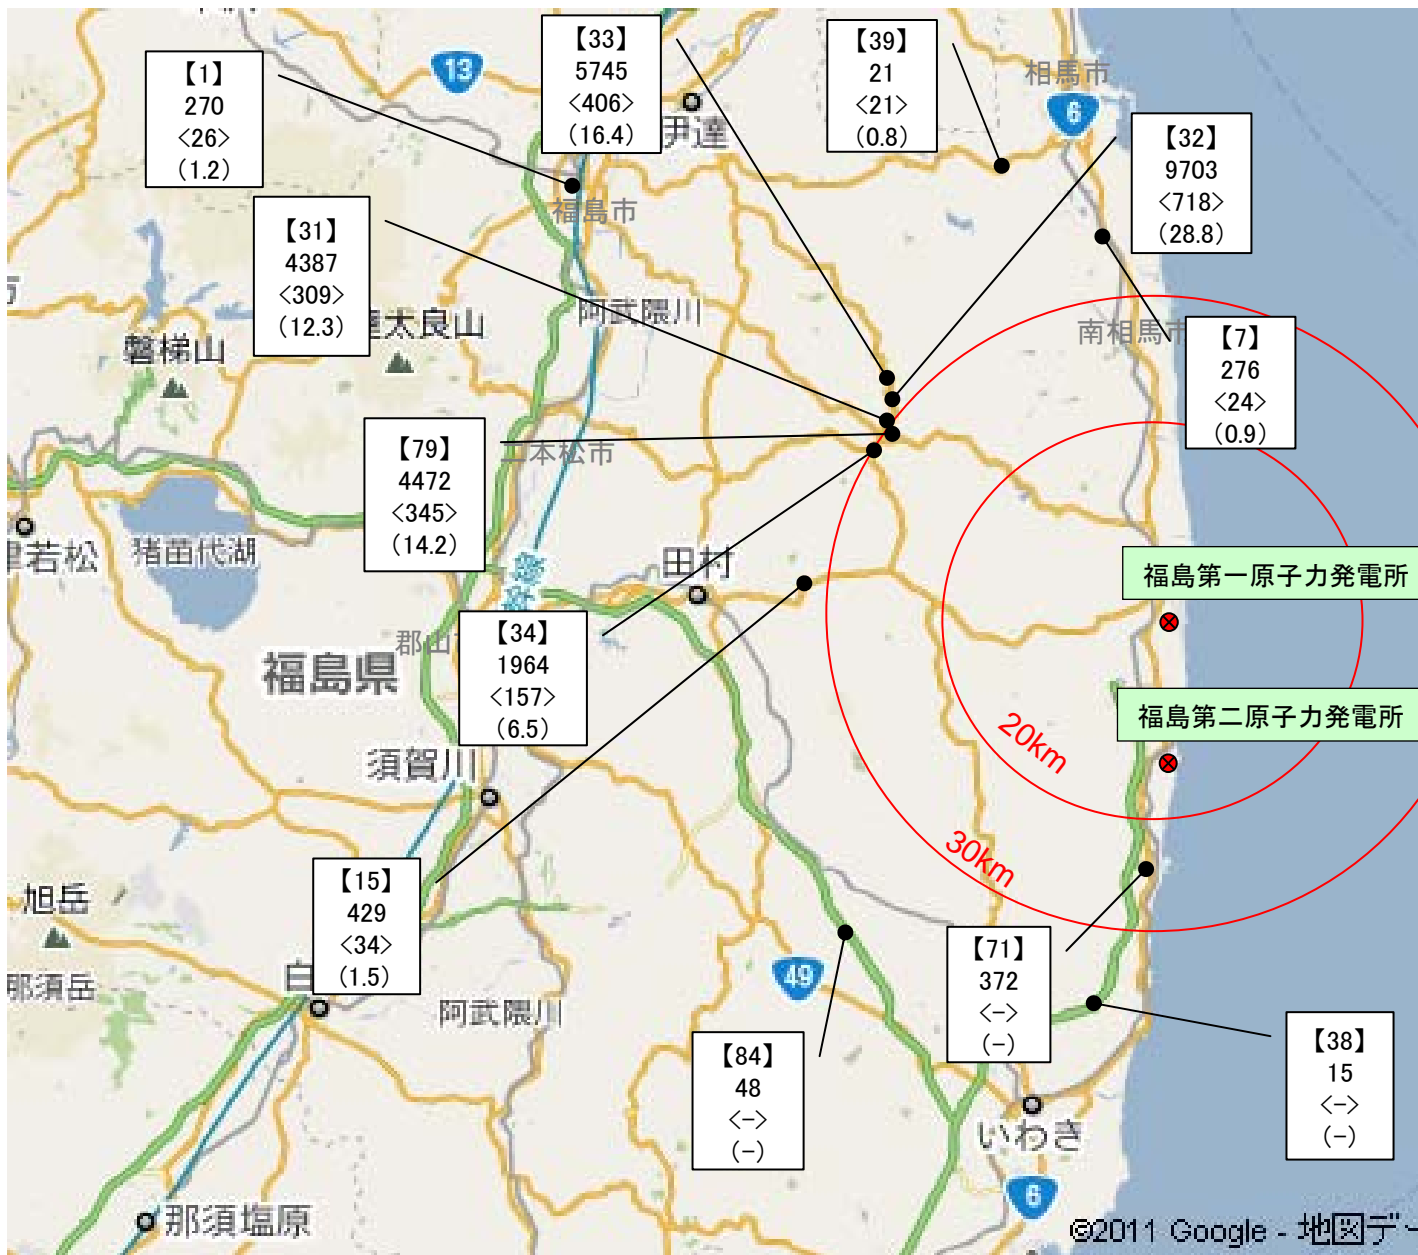 【33】
5745
<406>
(16.4)
【39】
21
<21>
(0.8)
【1】
270
<26>
(1.2)
13
相馬市
6
伊達
【32】
9703
<718>
(28.8)
福島市
【31】
4387
<309>
(12.3)
阿武隈川
太良山
磐梯山
南相馬市
【7】
276
<24>
(0.9)
【79】
4472
<345>
(14.2)
本松市
若松
猪苗代湖
田村
福島第一原子力発電所
【34】
1964
<157>
(6.5)
郡山
福島県
福島第二原子力発電所
20km
須賀川
30km
【15】
429
<34>
(1.5)
旭岳
那須岳
白
阿武隈川
49
【71】
372
<->
(-)
【84】
48
<->
(-)
【38】
15
<->
(-)
いわき
6
那須塩原
©2011 Google - 地図デー